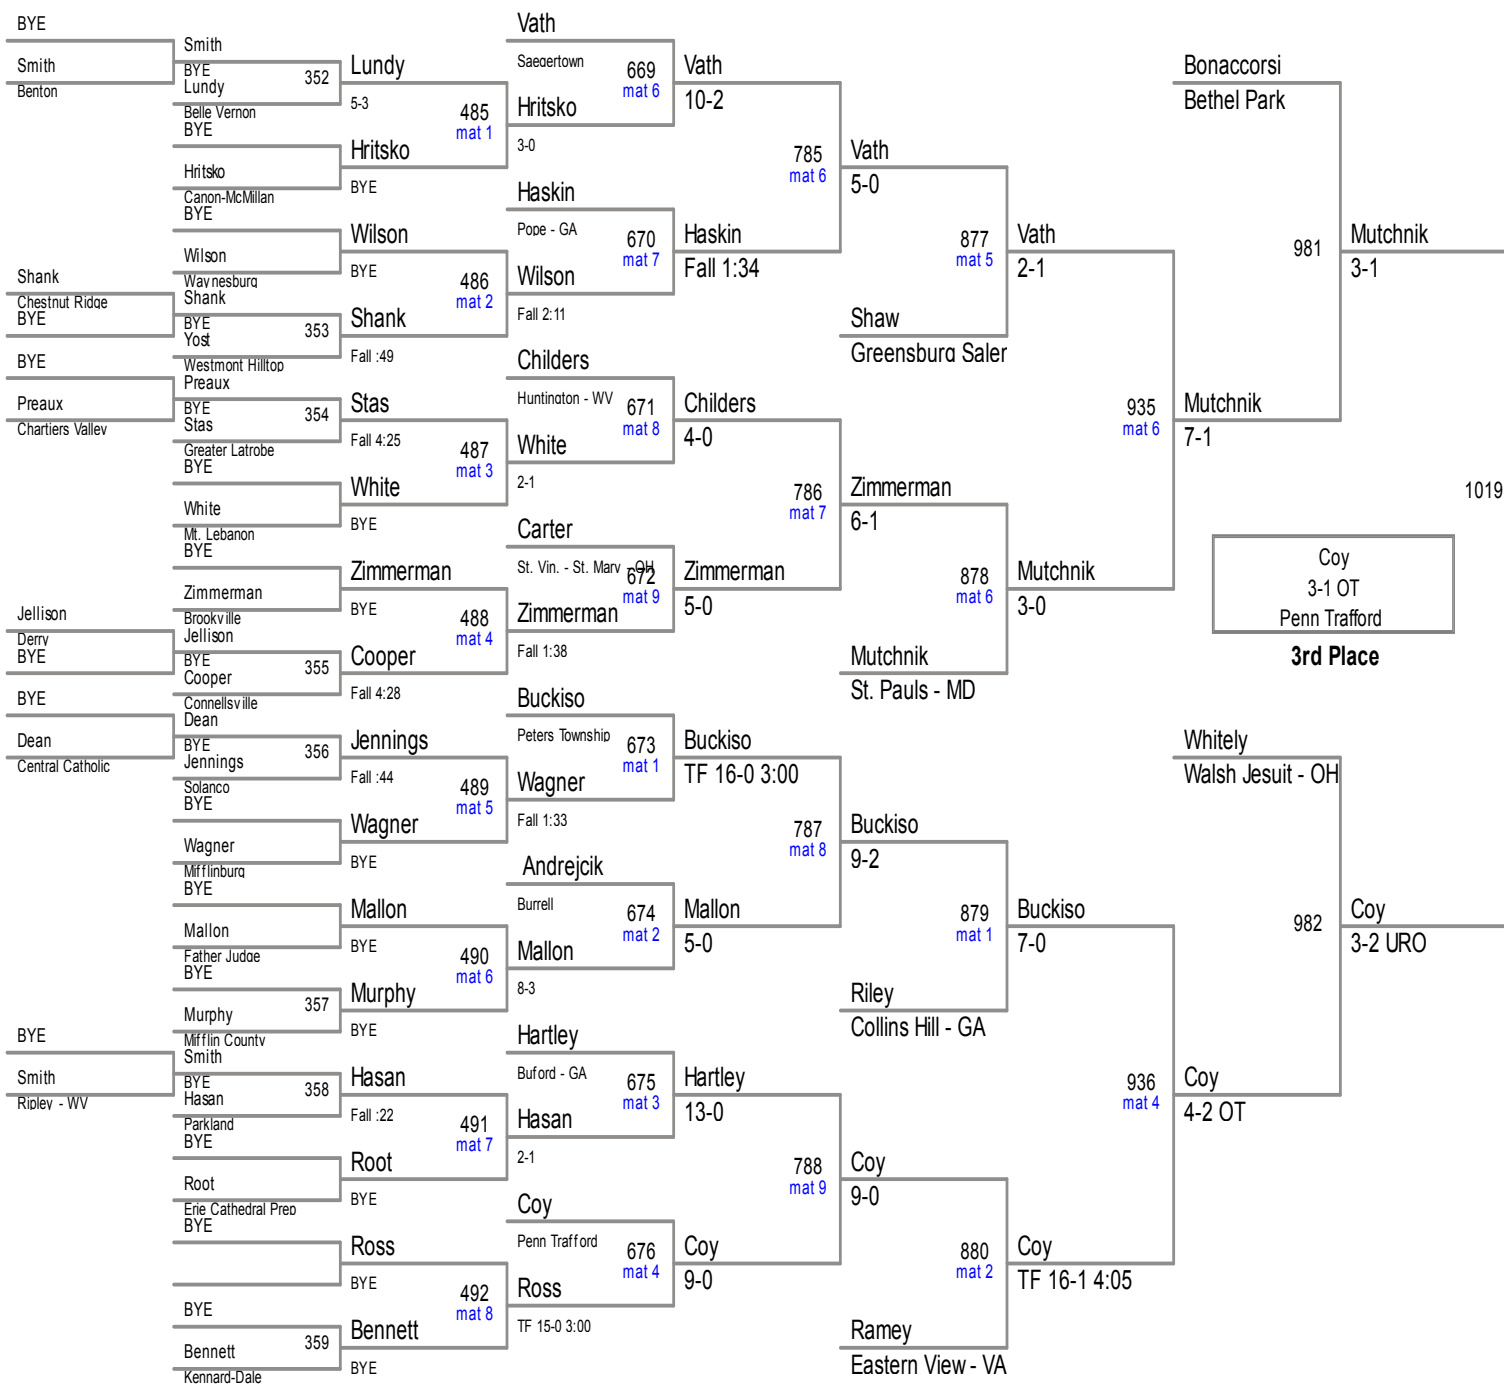 BYE
Smith
Benton
Shank
Chestnut Ridge
BYE
BYE
Preaux
Chartiers Valley
Jellison
Derry
BYE
BYE
Dean
Central Catholic
BYE
Smith
Ripley - WV
Smith
BYE
Lundy
Belle Vernon
352
BYE
Hritsko
Canon-McMillan
BYE
Wilson
Waynesburg
Shank
BYE
Yost
Westmont Hilltop
353
Preaux
BYE
Stas
Greater Latrobe
354
BYE
White
Mt. Lebanon
BYE
Zimmerman
Brookville
Jellison
BYE
Cooper
Connellsville
355
Dean
BYE
Jennings
Solanco
356
BYE
Wagner
Mifflinburg
BYE
Mallon
Father Judge
BYE
Murphy
Mifflin County
357
Smith
BYE
Hasan
Parkland
358
BYE
Root
Erie Cathedral Prep
BYE
BYE
Bennett
Kennard-Dale
359
Lundy
5-3
485
mat 1
Hritsko
BYE
Wilson
BYE
486
mat 2
Shank
Fall :49
Stas
Fall 4:25
487
mat 3
White
BYE
Zimmerman
BYE
488
mat 4
Cooper
Fall 4:28
Jennings
Fall :44
489
mat 5
Wagner
BYE
Mallon
BYE
490
mat 6
Murphy
BYE
Hasan
Fall :22
491
mat 7
Root
BYE
Ross
BYE
492
mat 8
Bennett
BYE
Vath
Saegertown
669
mat 6
Hritsko
3-0
Haskin
Pope - GA
670
mat 7
Wilson
Fall 2:11
Childers
Huntington - WV
671
mat 8
White
2-1
Carter
St. Vin. - St. Mary - OH
672
mat 9
Zimmerman
Fall 1:38
Buckiso
Peters Township
673
mat 1
Wagner
Fall 1:33
Andrejcik
Burrell
674
mat 2
Mallon
8-3
Hartley
Buford - GA
675
mat 3
Hasan
2-1
Coy
Penn Trafford
676
mat 4
Ross
TF 15-0 3:00
Vath
10-2
785
mat 6
Haskin
Fall 1:34
Childers
4-0
786
mat 7
Zimmerman
5-0
Buckiso
TF 16-0 3:00
787
mat 8
Mallon
5-0
Hartley
13-0
788
mat 9
Coy
9-0
Vath
5-0
877
mat 5
Shaw
Greensburg Saler
Zimmerman
6-1
878
mat 6
Mutchnik
St. Pauls - MD
Buckiso
9-2
879
mat 1
Riley
Collins Hill - GA
Coy
9-0
880
mat 2
Ramey
Eastern View - VA
Vath
2-1
935
mat 6
Mutchnik
3-0
Buckiso
7-0
936
mat 4
Coy
TF 16-1 4:05
Bonaccorsi
Bethel Park
981
Mutchnik
7-1
Whitely
Walsh Jesuit - OH
982
Coy
4-2 OT
Mutchnik
3-1
1019
Coy
3-2 URO
Coy
3-1 OT
Penn Trafford
3rd Place